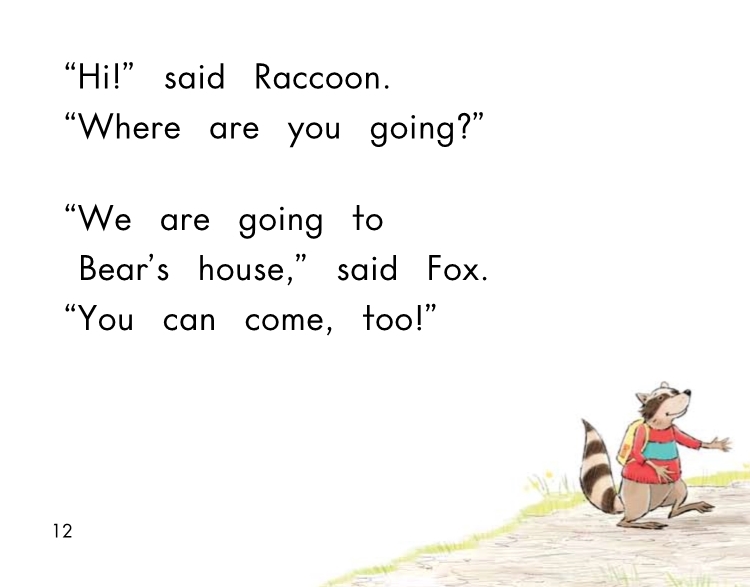 “Hi!” said Raccoon.
“Where are you going?”
“We are going to
Bear’s house,” said Fox.
“You can come, too!”
12